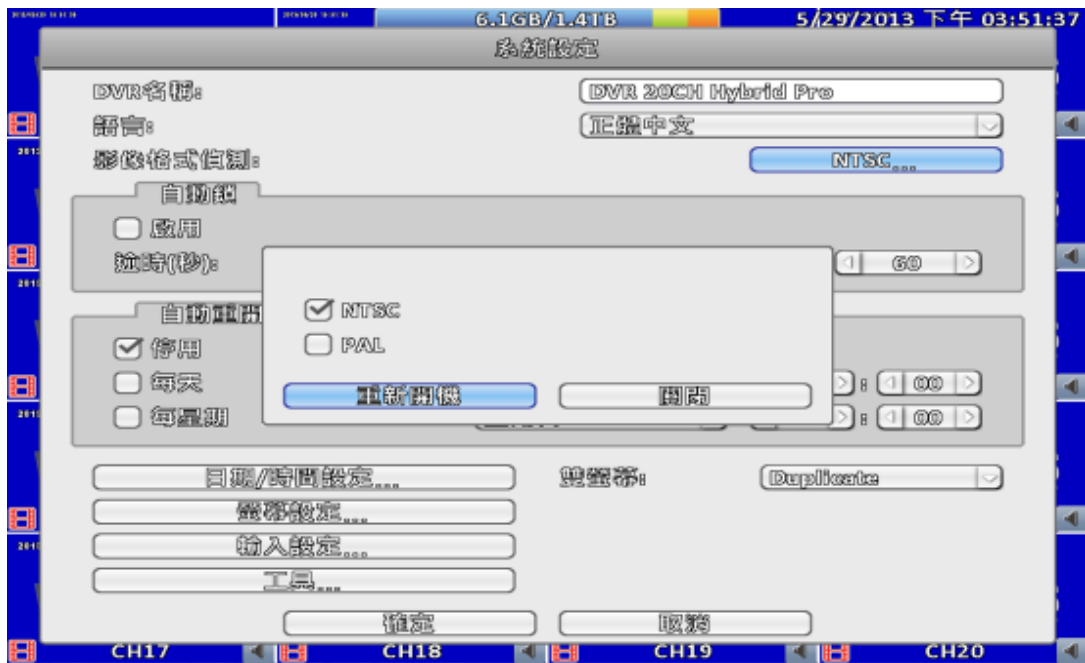 6.1GB/1.4TB 5/29/2013 下午 03:51:37
系統設定
DVR名稱: DVR 20CH Hybrid Pro
語言: 正體中文
影像格式偵測: NTSC...
自動鎖
啟用
逾時(秒): 60
NTSC
自動重開
停用
PAL
每天 : 00
重新開機 關閉
每星期 : 00
日期/時間設定... 雙螢幕: Duplicate
螢幕設定...
輸入設定...
工具...
確定 取消
CH17 CH18 CH19 CH20